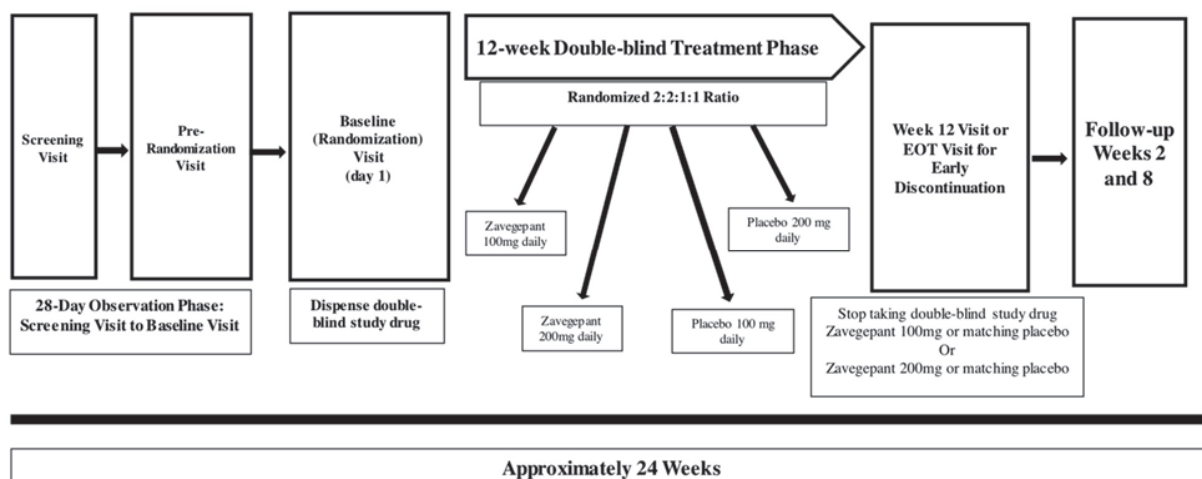 Screening
Visit
Pre-
Randomization
Visit
28-Day Observation Phase:
Screening Visit to Baseline Visit
Baseline
(Randomization)
Visit
(day 1)
Dispense double-
blind study drug
12-week Double-blind Treatment Phase
Randomized 2:2:1:1 Ratio
Zavegepant
100mg daily
Zavegepant
200mg daily
Placebo 100 mg
daily
Placebo 200 mg
daily
Week 12 Visit or
EOT Visit for
Early
Discontinuation
Stop taking double-blind study drug
Zavegepant 100mg or matching placebo
Or
Zavegepant 200mg or matching placebo
Follow-up
Weeks 2
and 8
Approximately 24 Weeks